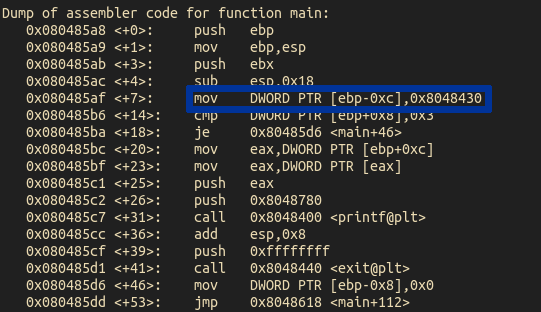 Dump of assembler code for function main:
0x080485a8 <+0>: push ebp
0x080485a9 <+1>: mov ebp,esp
0x080485ab <+3>: push ebx
0x080485ac <+4>: sub esp,0x18
0x080485af <+7>: mov DWORD PTR [ebp-0xc],0x8048430
0x080485b6 <+14>: cmp DWORD PTR [ebp+0x8],0x3
0x080485ba <+18>: je 0x80485d6 <main+46>
0x080485bc <+20>: mov eax,DWORD PTR [ebp+0xc]
0x080485bf <+23>: mov eax,DWORD PTR [eax]
0x080485c1 <+25>: push eax
0x080485c2 <+26>: push 0x8048780
0x080485c7 <+31>: call 0x8048400 <printf@plt>
0x080485cc <+36>: add esp,0x8
0x080485cf <+39>: push 0xffffffff
0x080485d1 <+41>: call 0x8048440 <exit@plt>
0x080485d6 <+46>: mov DWORD PTR [ebp-0x8],0x0
0x080485dd <+53>: jmp 0x8048618 <main+112>